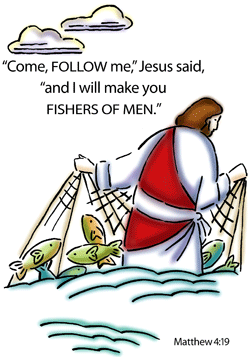 “Come, FOLLOW me,” Jesus said,
“and I will make you
FISHERS OF MEN.”
Matthew 4:19